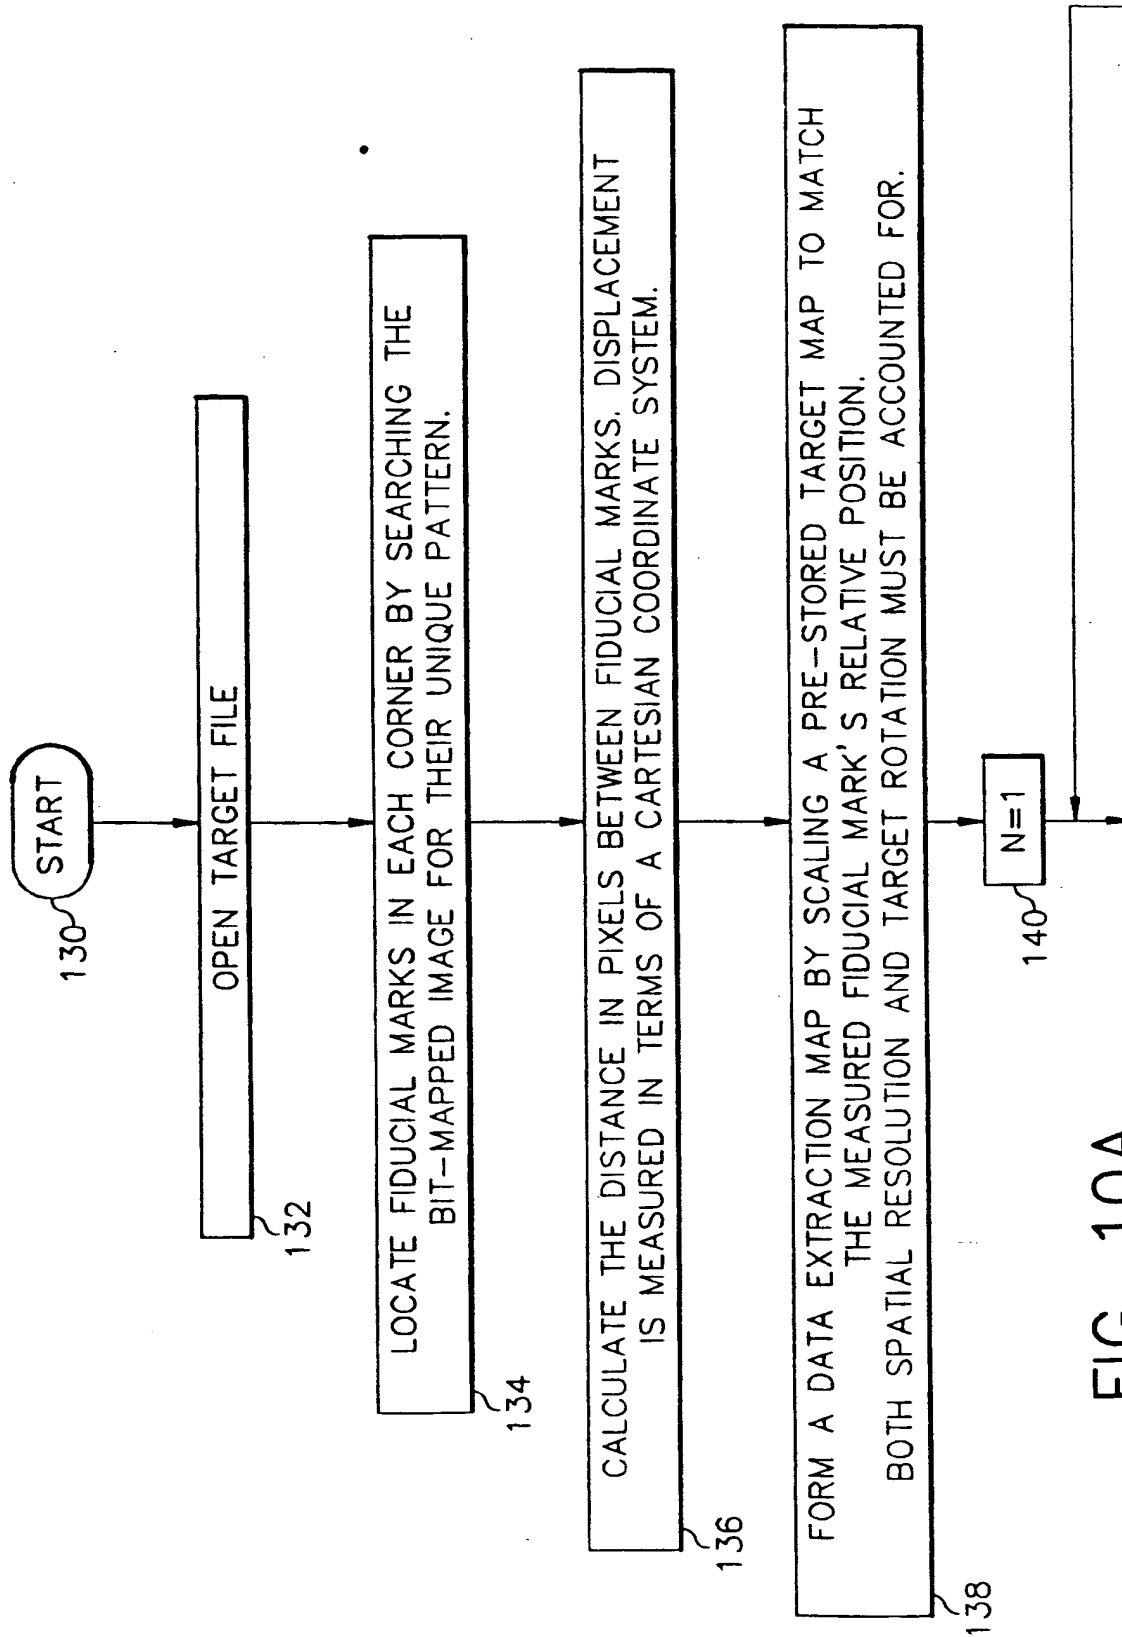 START
130
OPEN TARGET FILE
132
LOCATE FIDUCIAL MARKS IN EACH CORNER BY SEARCHING THE
BIT-MAPPED IMAGE FOR THEIR UNIQUE PATTERN.
134
CALCULATE THE DISTANCE IN PIXELS BETWEEN FIDUCIAL MARKS. DISPLACEMENT
IS MEASURED IN TERMS OF A CARTESIAN COORDINATE SYSTEM.
136
FORM A DATA EXTRACTION MAP BY SCALING A PRE-STORED TARGET MAP TO MATCH
THE MEASURED FIDUCIAL MARK'S RELATIVE POSITION.
BOTH SPATIAL RESOLUTION AND TARGET ROTATION MUST BE ACCOUNTED FOR.
138
N=1
140
FIG. 10A